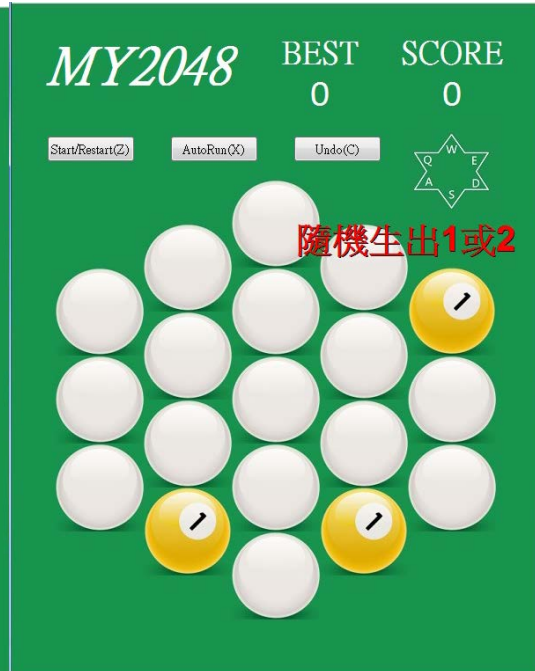 MY2048
BEST
SCORE
0
0
Start/Restart(Z)
AutoRun(X)
Undo(C)
W
Q
E
A
D
S
隨機生出1或2
1
1
1